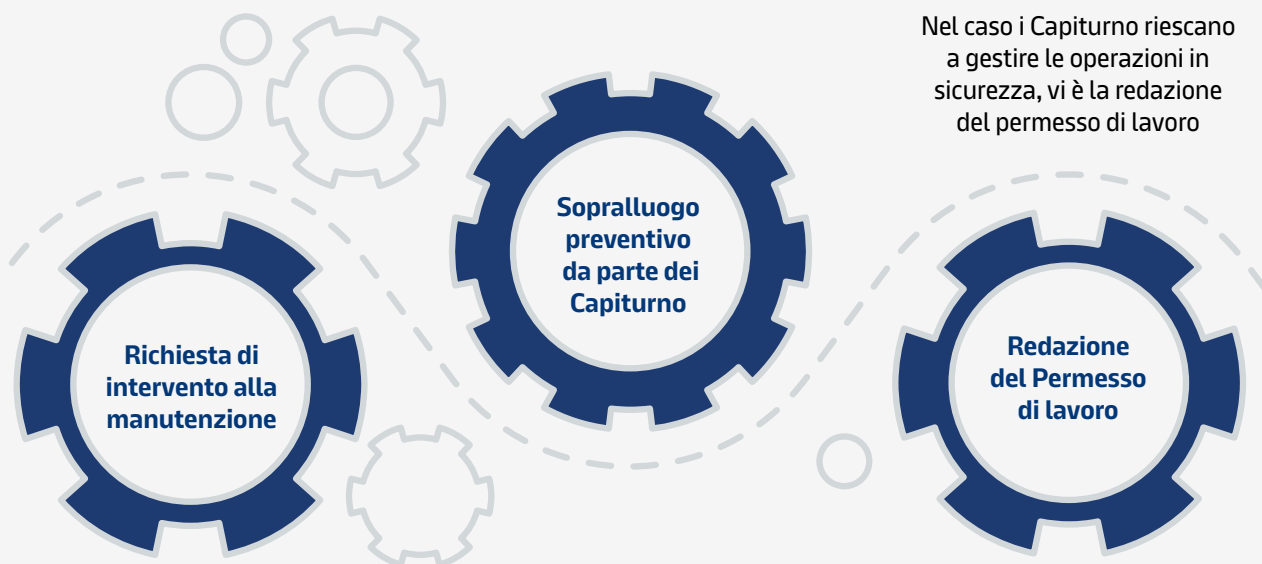 Nel caso i Capiturno riescano
a gestire le operazioni in
sicurezza, vi è la redazione
del permesso di lavoro
Richiesta di
intervento alla
manutenzione
Sopralluogo
preventivo
da parte dei
Capiturno
Redazione
del Permesso
di lavoro